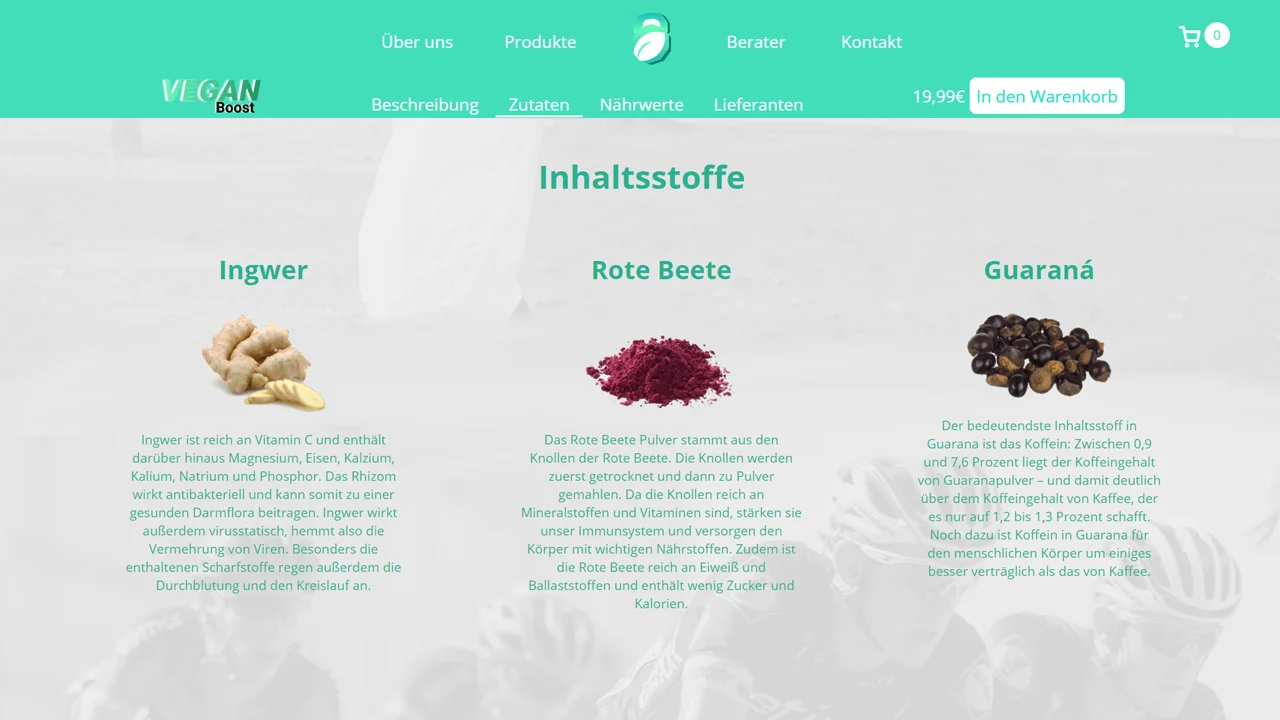 Über uns Produkte Berater Kontakt 0
VEGAN
Boost
Beschreibung Zutaten Nährwerte Lieferanten 19,99€ In den Warenkorb
Inhaltsstoffe
Ingwer
Ingwer ist reich an Vitamin C und enthält
darüber hinaus Magnesium, Eisen, Kalzium,
Kalium, Natrium und Phosphor. Das Rhizom
wirkt antibakteriell und kann somit zu einer
gesunden Darmflora beitragen. Ingwer wirkt
außerdem virusstatisch, hemmt also die
Vermehrung von Viren. Besonders die
enthaltenen Scharfstoffe regen außerdem die
Durchblutung und den Kreislauf an.
Rote Beete
Das Rote Beete Pulver stammt aus den
Knollen der Rote Beete. Die Knollen werden
zuerst getrocknet und dann zu Pulver
gemahlen. Da die Knollen reich an
Mineralstoffen und Vitaminen sind, stärken sie
unser Immunsystem und versorgen den
Körper mit wichtigen Nährstoffen. Zudem ist
die Rote Beete reich an Eiweiß und
Ballaststoffen und enthält wenig Zucker und
Kalorien.
Guaraná
Der bedeutendste Inhaltsstoff in
Guarana ist das Koffein: Zwischen 0,9
und 7,6 Prozent liegt der Koffeingehalt
von Guaranapulver – und damit deutlich
über dem Koffeingehalt von Kaffee, der
es nur auf 1,2 bis 1,3 Prozent schafft.
Noch dazu ist Koffein in Guarana für
den menschlichen Körper um einiges
besser verträglich als das von Kaffee.